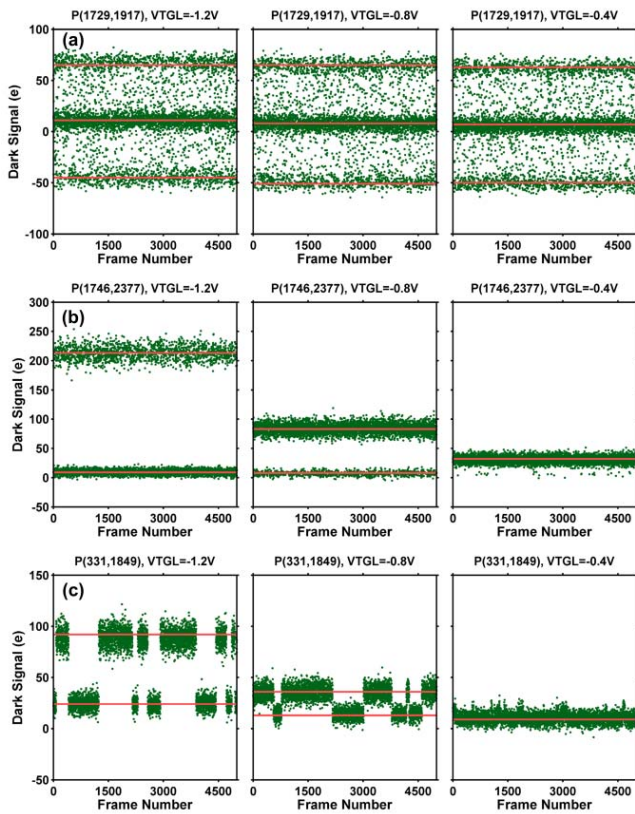 P(1729,1917), VTGL=-1.2V P(1729,1917), VTGL=-0.8V P(1729,1917), VTGL=-0.4V
(a)
Dark Signal (e)
100
50
0
-50
-100
0 1500 3000 4500 0 1500 3000 4500 0 1500 3000 4500
Frame Number Frame Number Frame Number
P(1746,2377), VTGL=-1.2V P(1746,2377), VTGL=-0.8V P(1746,2377), VTGL=-0.4V
(b)
Dark Signal (e)
300
250
200
150
100
50
0
-50
0 1500 3000 4500 0 1500 3000 4500 0 1500 3000 4500
Frame Number Frame Number Frame Number
P(331,1849), VTGL=-1.2V P(331,1849), VTGL=-0.8V P(331,1849), VTGL=-0.4V
(c)
Dark Signal (e)
150
100
50
0
-50
0 1500 3000 4500 0 1500 3000 4500 0 1500 3000 4500
Frame Number Frame Number Frame Number